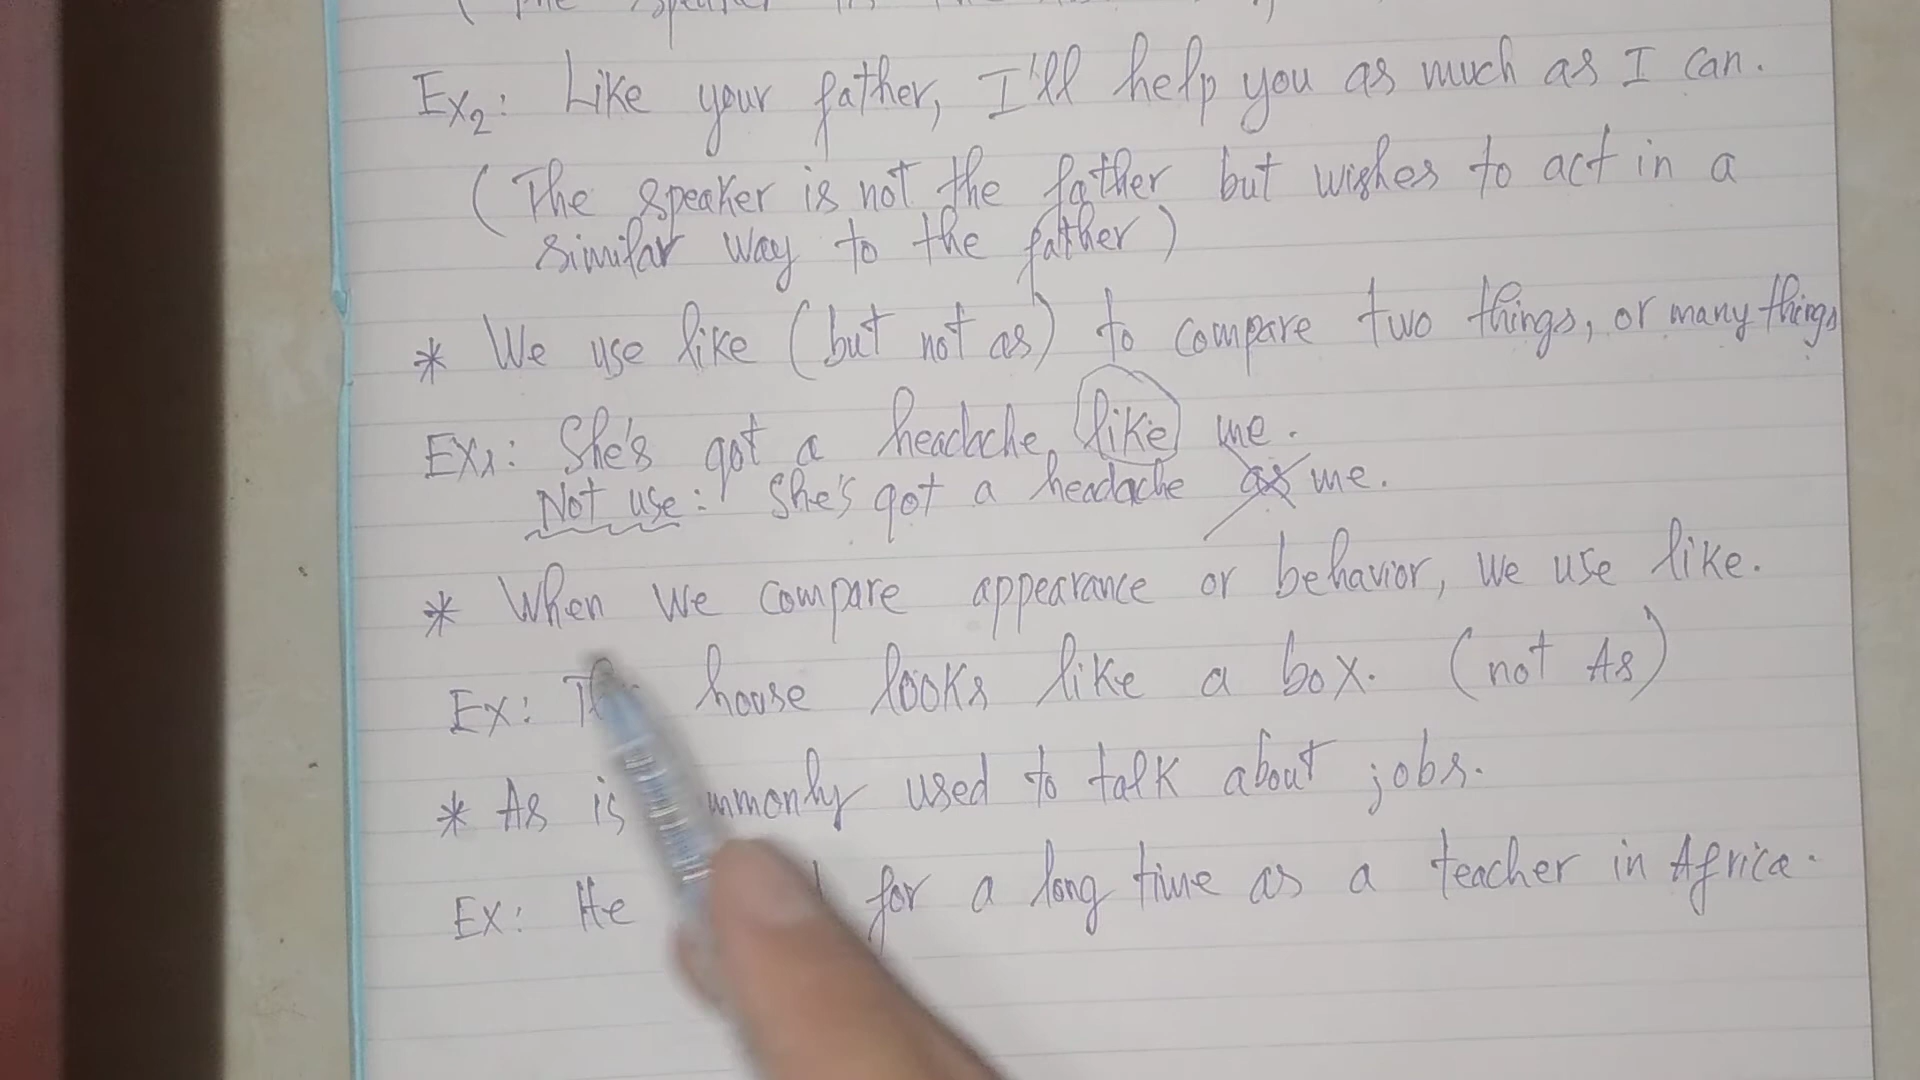 Ex2: Like your father, I'll help you as much as I can.
(The speaker is not the father but wishes to act in a
similar way to the father)
* We use like (but not as) to compare two things, or many things
Ex1: She's got a headache, like me.
Not use: She's got a headache as me.
* When we compare appearance or behavior, we use like.
Ex: house looks like a box. (not As)
* As is used to talk about jobs.
Ex: He for a long time as a teacher in Africa.